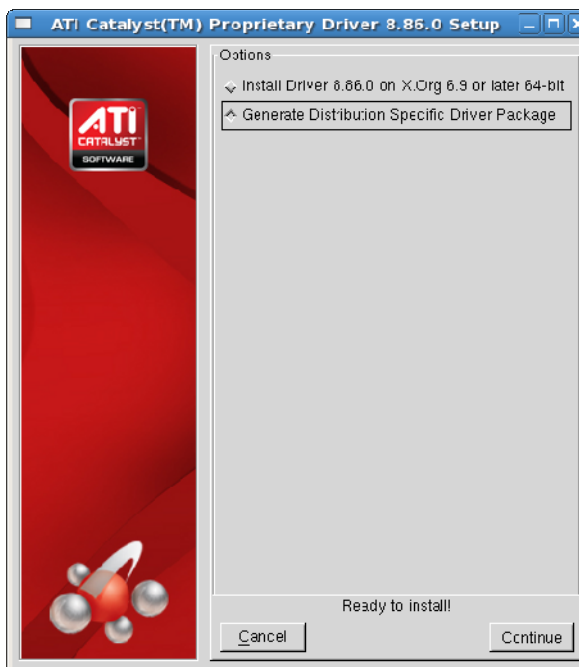 ATI Catalyst(TM) Proprietary Driver 8.86.0 Setup
ATI
CATALYST™
SOFTWARE
Options
Install Driver 8.86.0 on X.Org 6.9 or later 64-bit
Generate Distribution Specific Driver Package
Ready to install!
Cancel
Continue